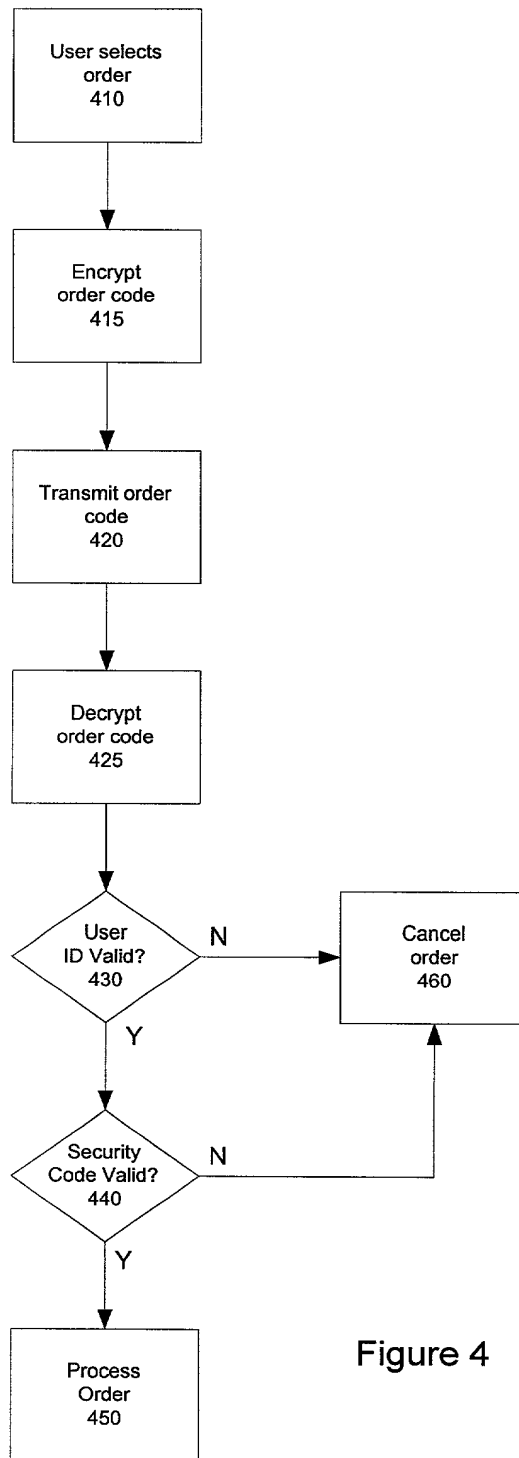 User selects
order
410
Encrypt
order code
415
Transmit order
code
420
Decrypt
order code
425
User
ID Valid?
430
N
Cancel
order
460
Y
Security
Code Valid?
440
N
Y
Process
Order
450
Figure 4